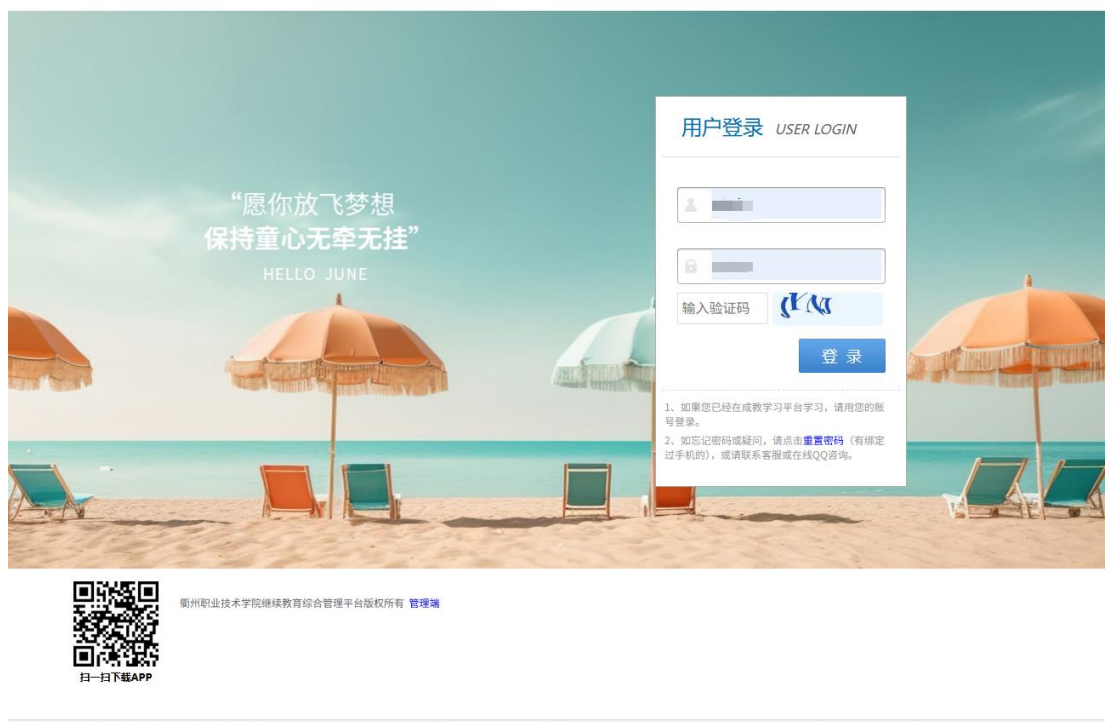 用户登录 USER LOGIN
“愿你放飞梦想
保持童心无牵无挂”
HELLO JUNE
输入验证码
登 录
1、如果您已经在成教学习平台学习，请用您的账
号登录。
2、如忘记密码或疑问，请点击重置密码（有绑定
过手机的），或请联系客服或在线QQ咨询。
衢州职业技术学院继续教育综合管理平台版权所有 管理端
扫一扫下载APP